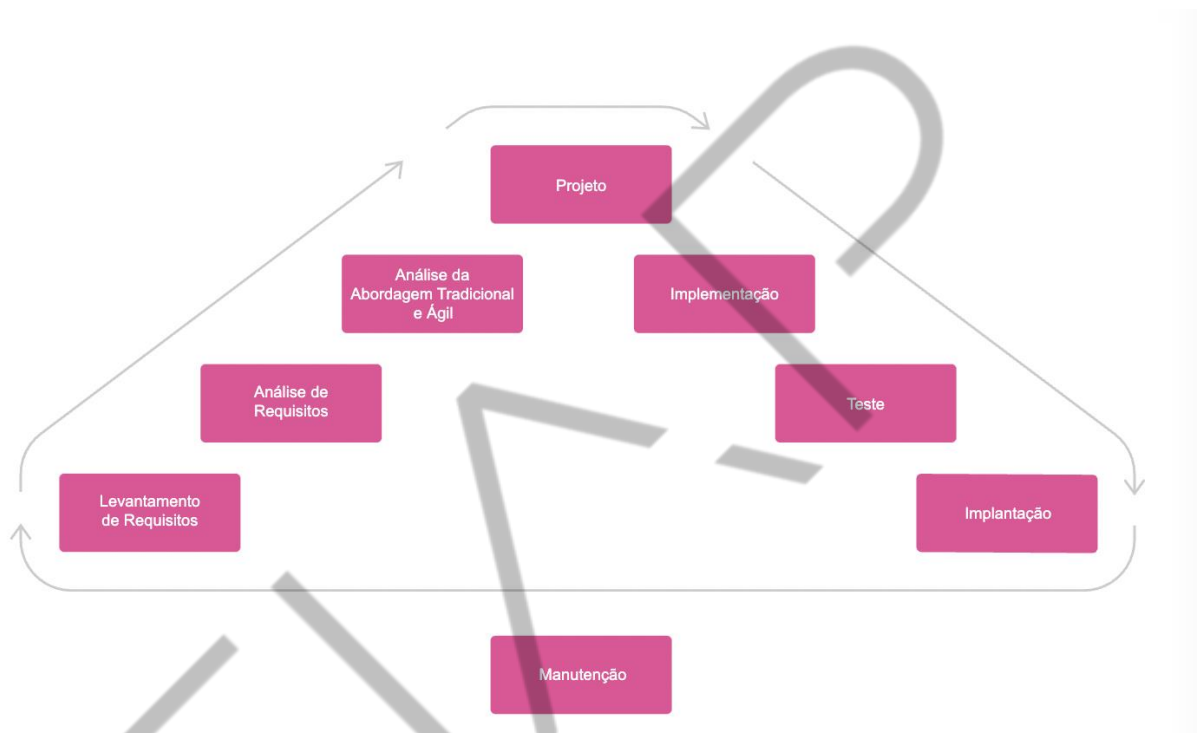 Projeto
Análise da
Abordagem Tradicional
e Ágil
Implementação
Análise de
Requisitos
Teste
Levantamento
de Requisitos
Implantação
Manutenção